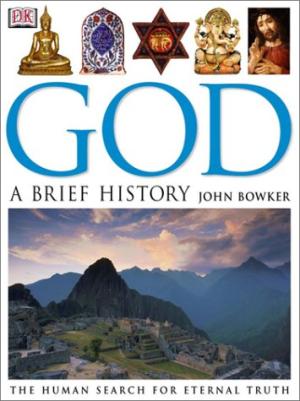 DK
GOD
A BRIEF HISTORY JOHN BOWKER
THE HUMAN SEARCH FOR ETERNAL TRUTH